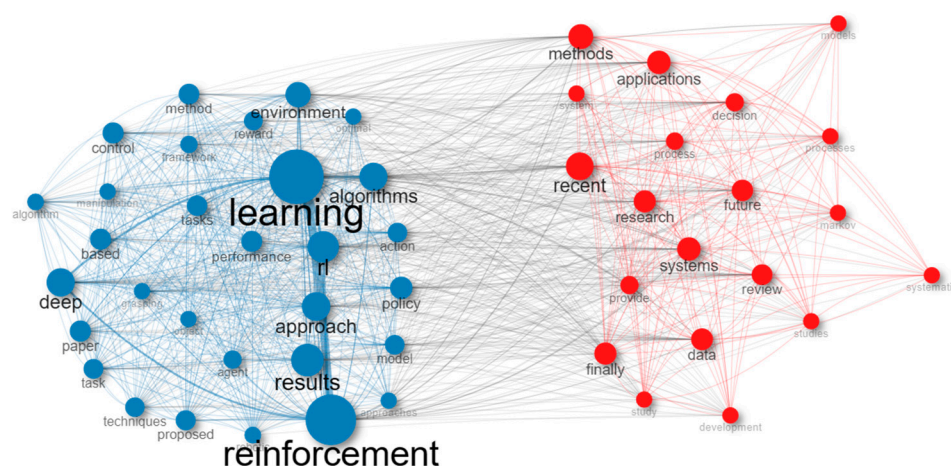 models
methods
applications
environment
method
system
decision
reward
optimal
control
framework
process
processes
learning
algorithms
recent
manipulation
algorithm
tasks
research
future
markov
based
performance
rl
action
systems
deep
policy
provide
review
systemati
approach
paper
studies
results
model
finally
data
task
agent
techniques
proposed
approaches
study
development
reinforcement